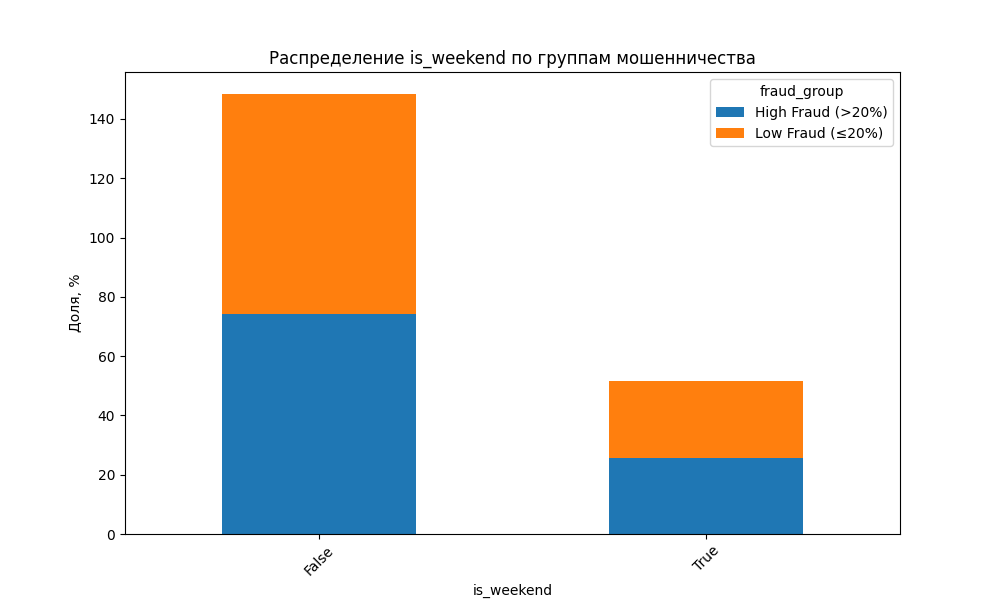 Распределение is_weekend по группам мошенничества
fraud_group
High Fraud (>20%)
Low Fraud (≤20%)
Доля, %
140
120
100
80
60
40
20
0
False
True
is_weekend